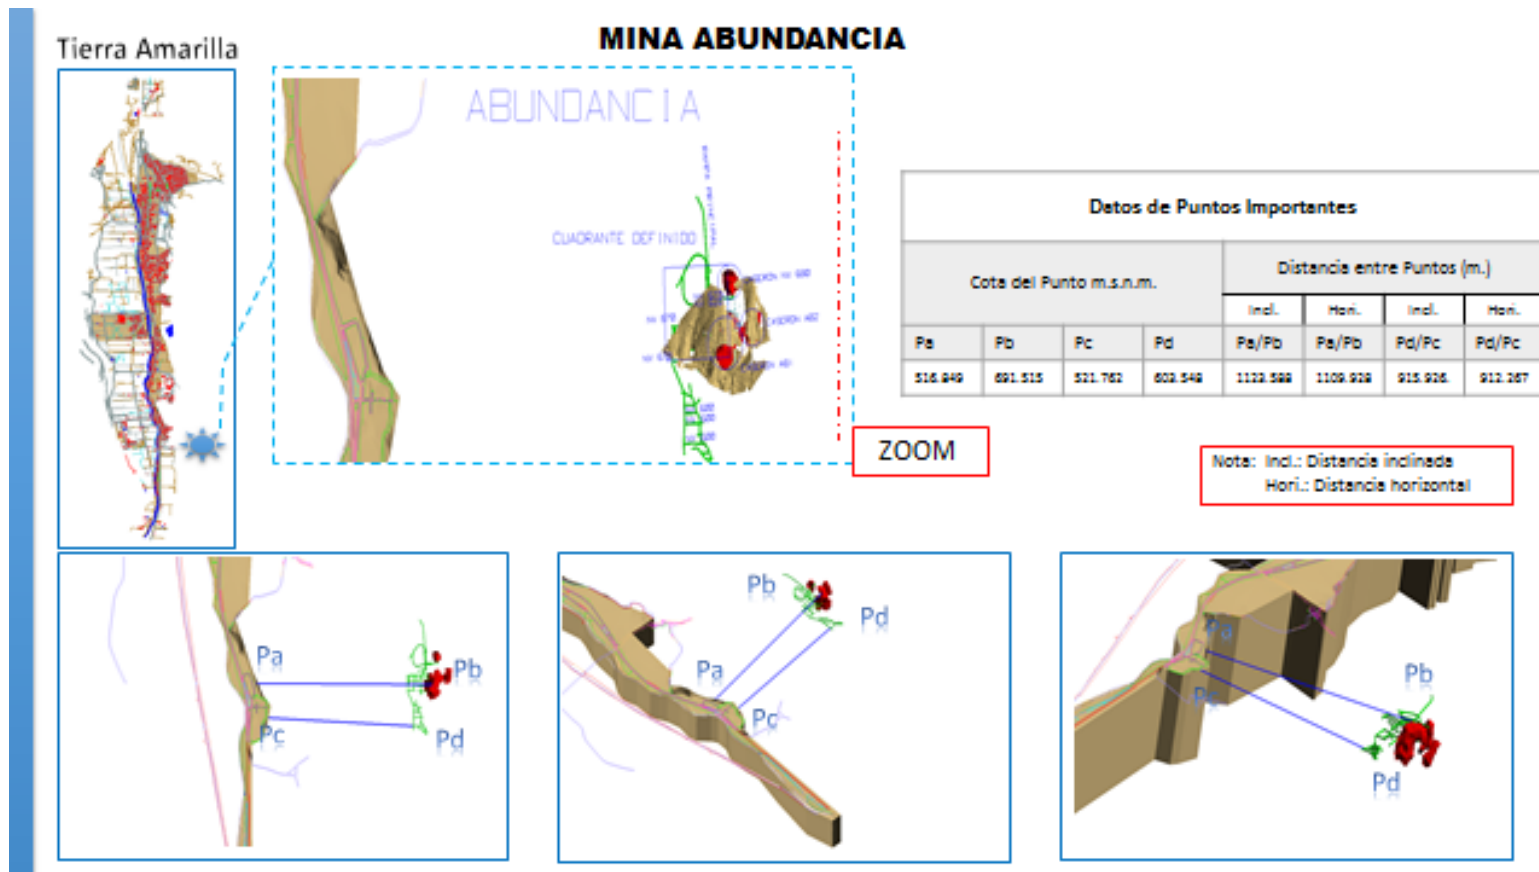 MINA ABUNDANCIA
Tierra Amarilla
ABUNDANCIA
CUADRANTE DEFINIDO
ZOOM
Datos de Puntos Importantes
Cota del Punto m.s.n.m.
Distancia entre Puntos (m.)
Incl. Hori. Incl. Hori.
Pa Pb Pc Pd Pa/Pb Pa/Pb Pd/Pc Pd/Pc
516.949 691.515 521.762 603.548 1123.588 1109.928 915.926. 912.267
Nota: Incl.: Distancia inclinada
Hori.: Distancia horizontal
Pa
Pb
Pc
Pd
Pb
Pd
Pa
Pc
Pa
Pc
Pb
Pd